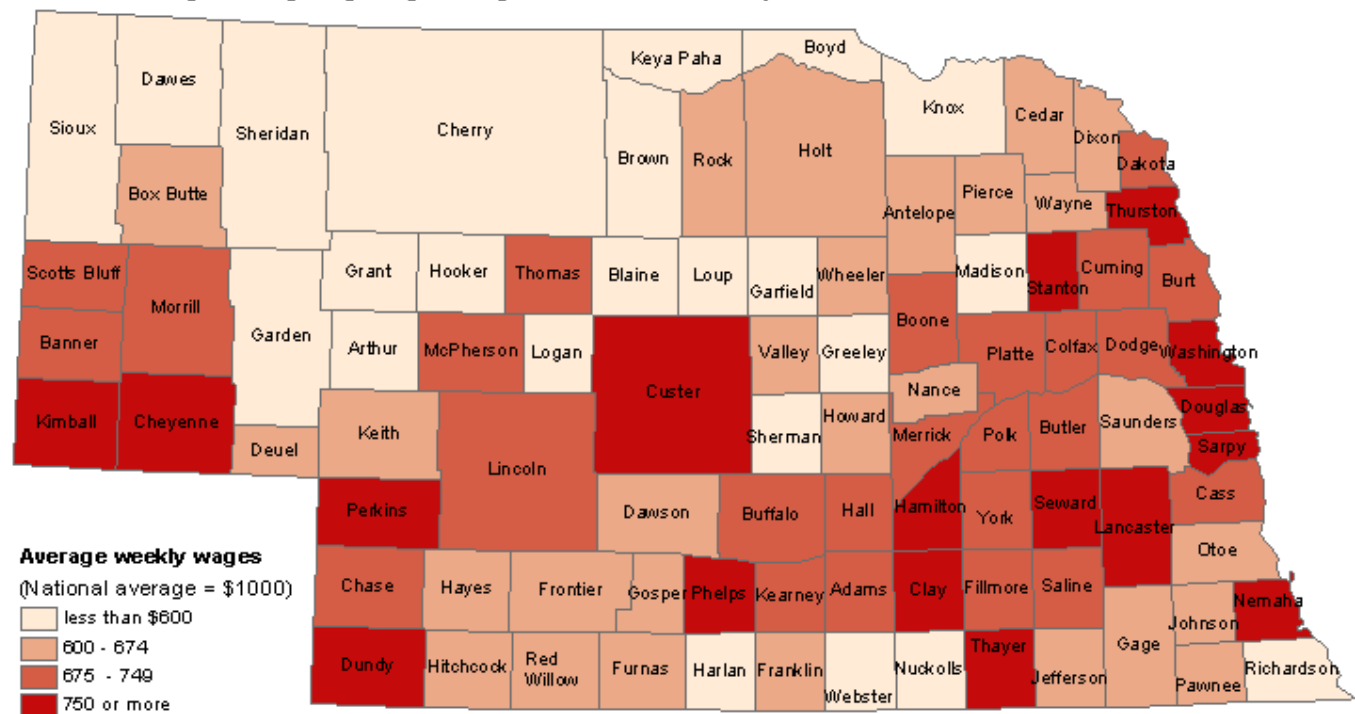 Boyd
Keya Paha
Dawes
Knox
Cedar
Sioux
Sheridan
Cherry
Dixon
Brown
Rock
Holt
Dakota
Box Butte
Pierce
Wayne
Thurston
Antelope
Scotts Bluff
Grant
Hooker
Thomas
Blaine
Loup
Garfield
Wheeler
Madison
Stanton
Cuming
Burt
Morrill
Garden
Boone
Banner
Arthur
McPherson
Logan
Valley
Greeley
Platte
Colfax
Dodge
Washington
Custer
Nance
Kimball
Cheyenne
Deuel
Keith
Sherman
Howard
Merrick
Polk
Butler
Saunders
Douglas
Sarpy
Lincoln
Perkins
Dawson
Buffalo
Hall
Hamilton
York
Seward
Lancaster
Cass
Otoe
Chase
Hayes
Frontier
Gosper
Phelps
Kearney
Adams
Clay
Fillmore
Saline
Nemaha
Johnson
Gage
Dundy
Hitchcock
Red
Willow
Furnas
Harlan
Franklin
Webster
Nuckolls
Thayer
Jefferson
Pawnee
Richardson
Average weekly wages
(National average = $1000)
less than $600
600 - 674
675 - 749
750 or more